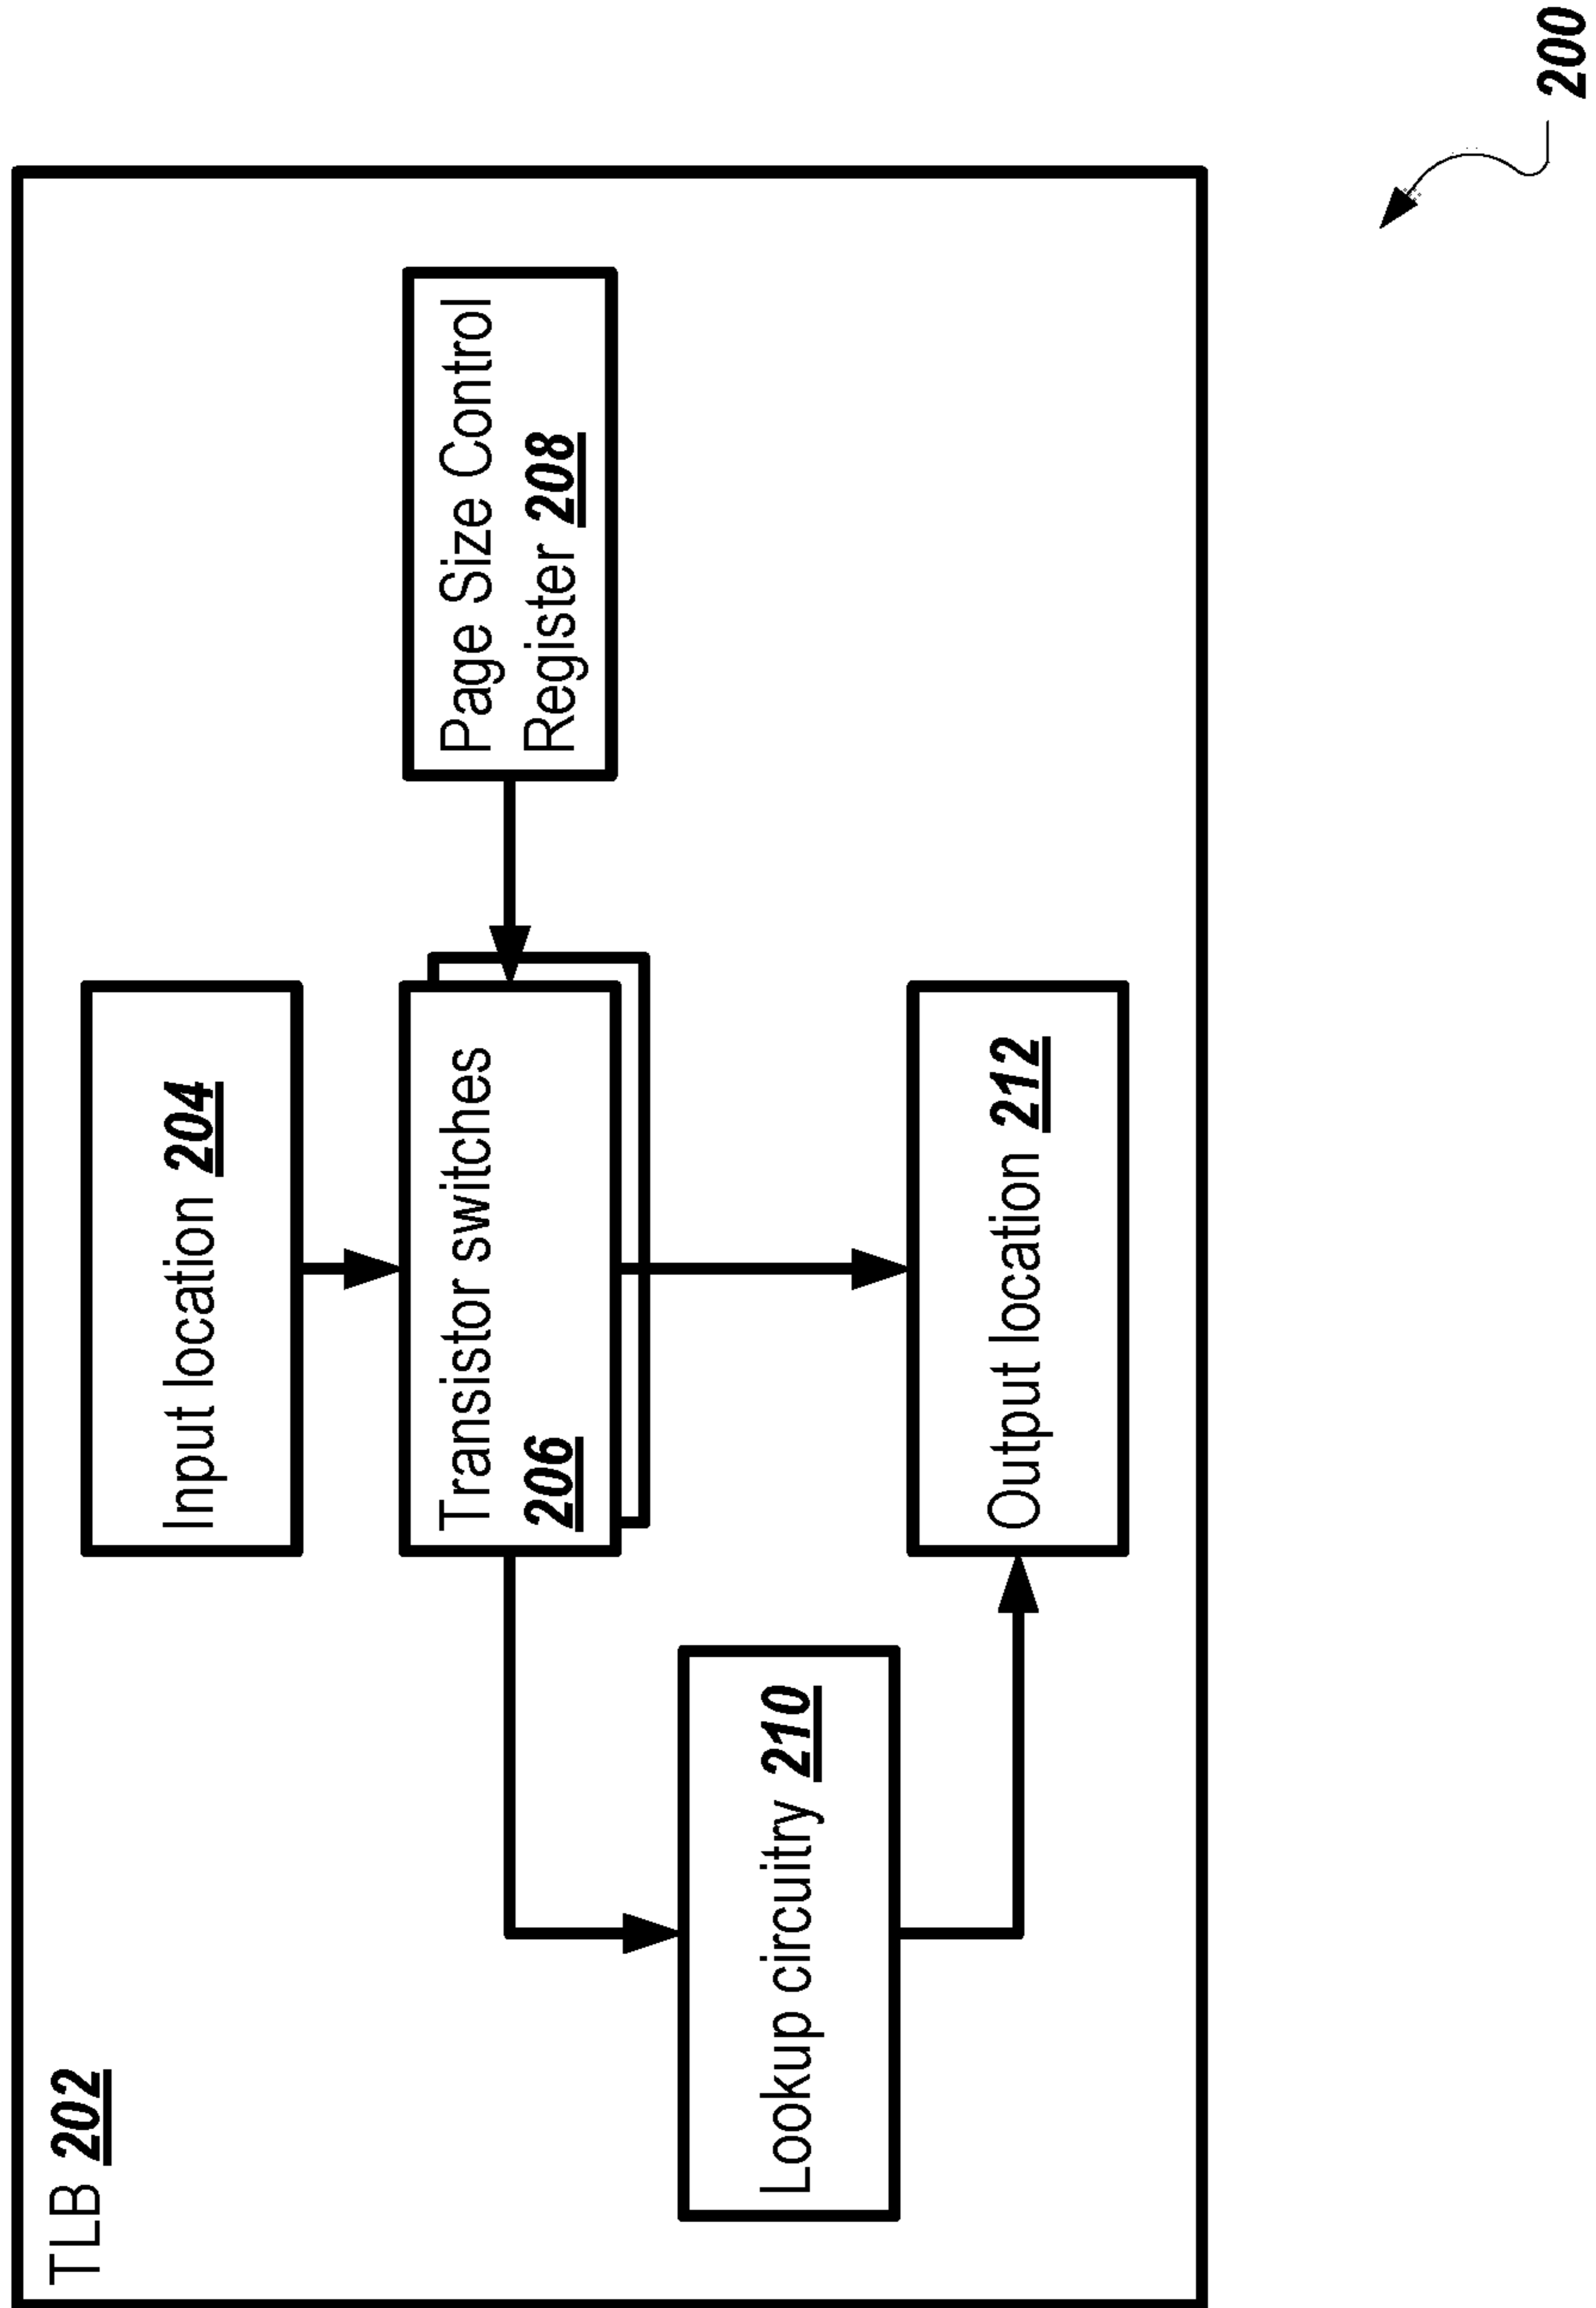 TLB 202
Input location 204
Transistor switches
206
Page Size Control
Register 208
Lookup circuitry 210
Output location 212
200